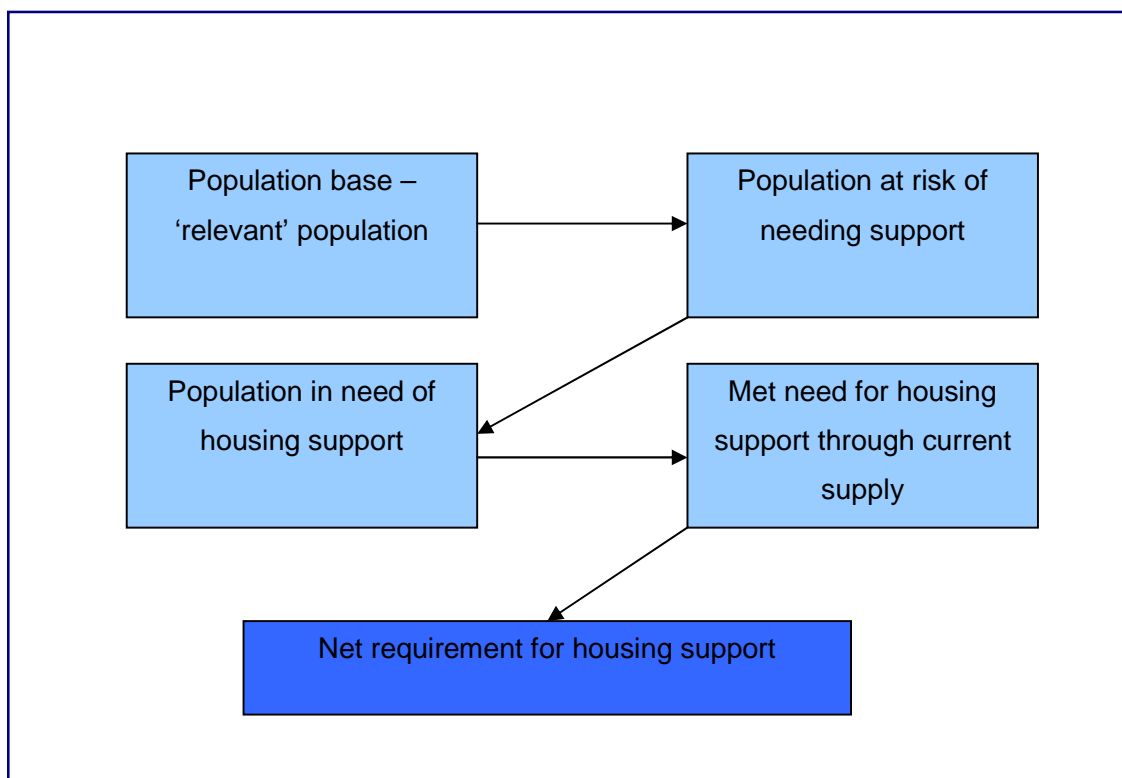 Population base –
‘relevant’ population
Population at risk of
needing support
Population in need of
housing support
Met need for housing
support through current
supply
Net requirement for housing support